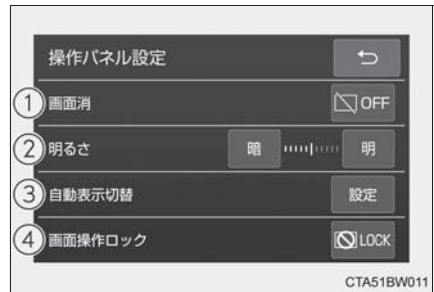 操作パネル設定
1 画面消 OFF
2 明るさ 暗 明
3 自動表示切替 設定
4 画面操作ロック LOCK
CTA51BW011